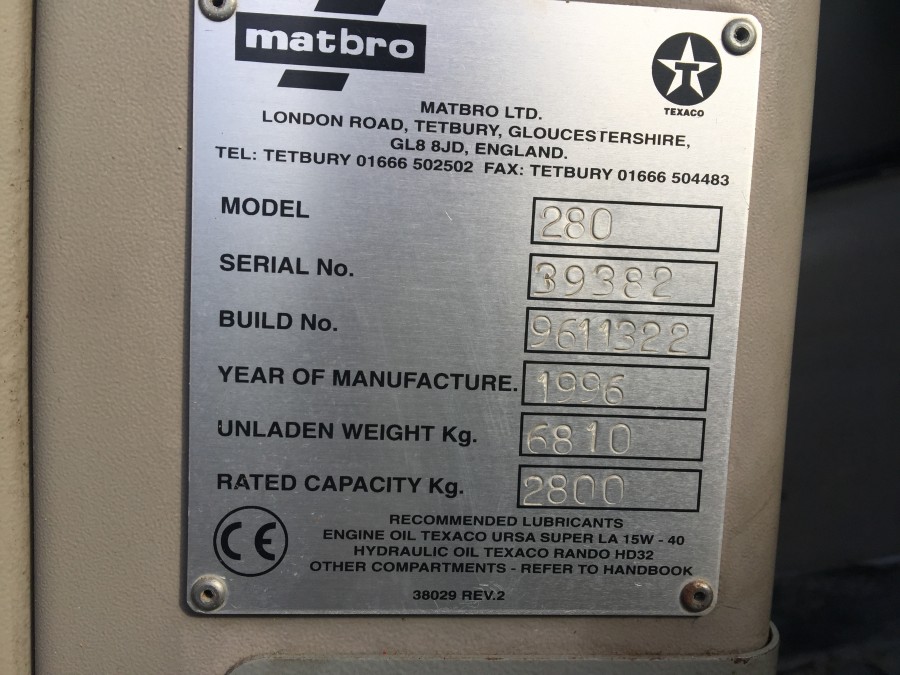 matbro
TEXACO
MATBRO LTD.
LONDON ROAD, TETBURY, GLOUCESTERSHIRE,
GL8 8JD, ENGLAND.
TEL: TETBURY 01666 502502 FAX: TETBURY 01666 504483
MODEL 280
SERIAL No. 39382
BUILD No. 9611322
YEAR OF MANUFACTURE. 1996
UNLADEN WEIGHT Kg. 6810
RATED CAPACITY Kg. 2800
CE
RECOMMENDED LUBRICANTS
ENGINE OIL TEXACO URSA SUPER LA 15W - 40
HYDRAULIC OIL TEXACO RANDO HD32
OTHER COMPARTMENTS - REFER TO HANDBOOK
38029 REV.2